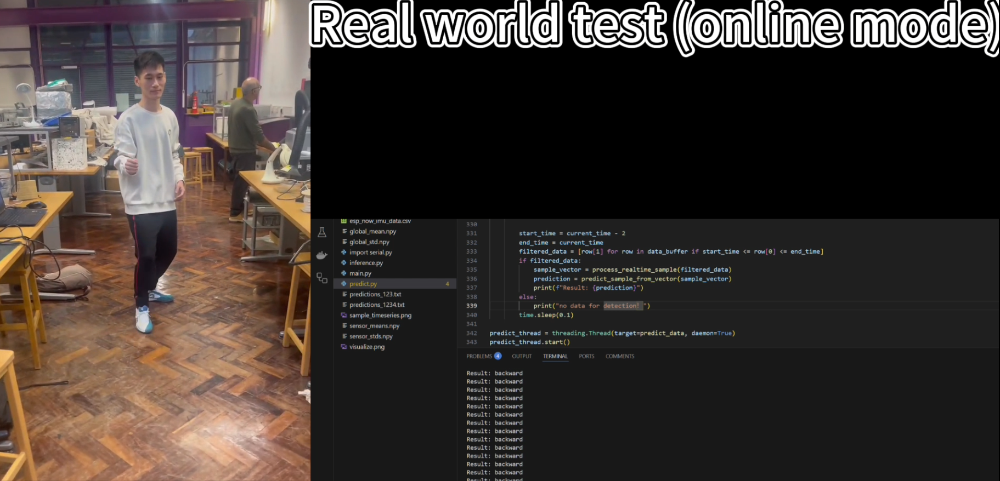 Real world test (online mode)
esp_now_imu_data.csv
global_mean.npy
global_std.npy
import serial.py
inference.py
main.py
predict.py 4
predictions_123.txt
predictions_1234.txt
sample_timeseries.png
sensor_means.npy
sensor_stds.npy
visualize.png
330
331 start_time = current_time - 2
332 end_time = current_time
333 filtered_data = [row[1] for row in data_buffer if start_time <= row[0] <= end_time]
334 if filtered_data:
335 sample_vector = process_realtime_sample(filtered_data)
336 prediction = predict_sample_from_vector(sample_vector)
337 print(f"Result: {prediction}")
338 else:
339 print("no data for detection! ")
340 time.sleep(0.1)
341
342 predict_thread = threading.Thread(target=predict_data, daemon=True)
343 predict_thread.start()
PROBLEMS 4 OUTPUT TERMINAL PORTS COMMENTS
Result: backward
Result: backward
Result: backward
Result: backward
Result: backward
Result: backward
Result: backward
Result: backward
Result: backward
Result: backward
Result: backward
Result: backward
Result: backward
Result: backward